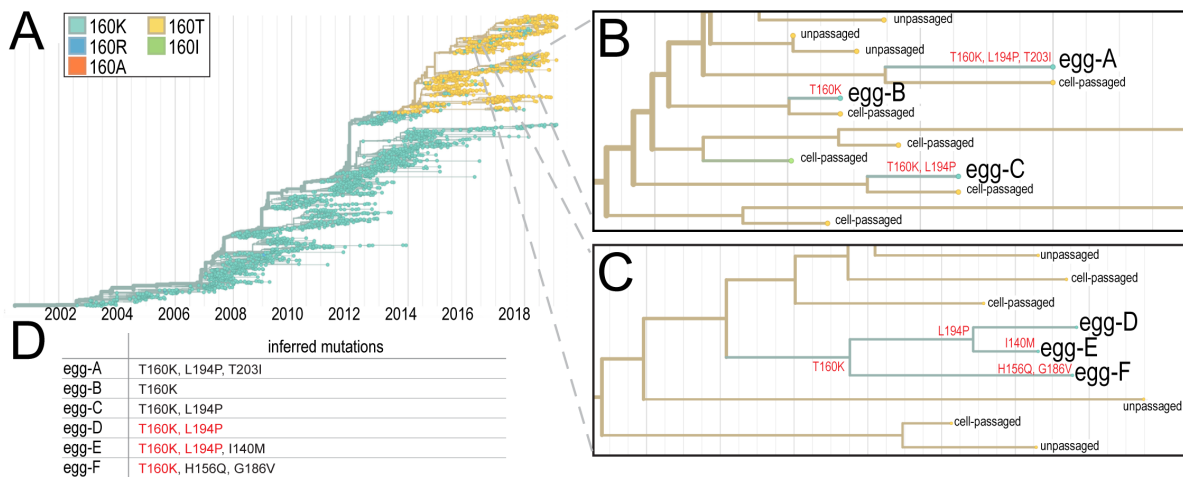 A
160K
160T
160R
160I
160A
2002
2004
2006
2008
2010
2012
2014
2016
2018
B
unpassaged
unpassaged
unpassaged
T160K, L194P, T203I
egg-A
cell-passaged
T160K
egg-B
cell-passaged
cell-passaged
cell-passaged
T160K, L194P
egg-C
cell-passaged
cell-passaged
C
unpassaged
cell-passaged
cell-passaged
L194P
egg-D
I140M
egg-E
T160K
H156Q, G186V
egg-F
unpassaged
cell-passaged
unpassaged
D
inferred mutations
egg-A T160K, L194P, T203I
egg-B T160K
egg-C T160K, L194P
egg-D T160K, L194P
egg-E T160K, L194P, I140M
egg-F T160K, H156Q, G186V